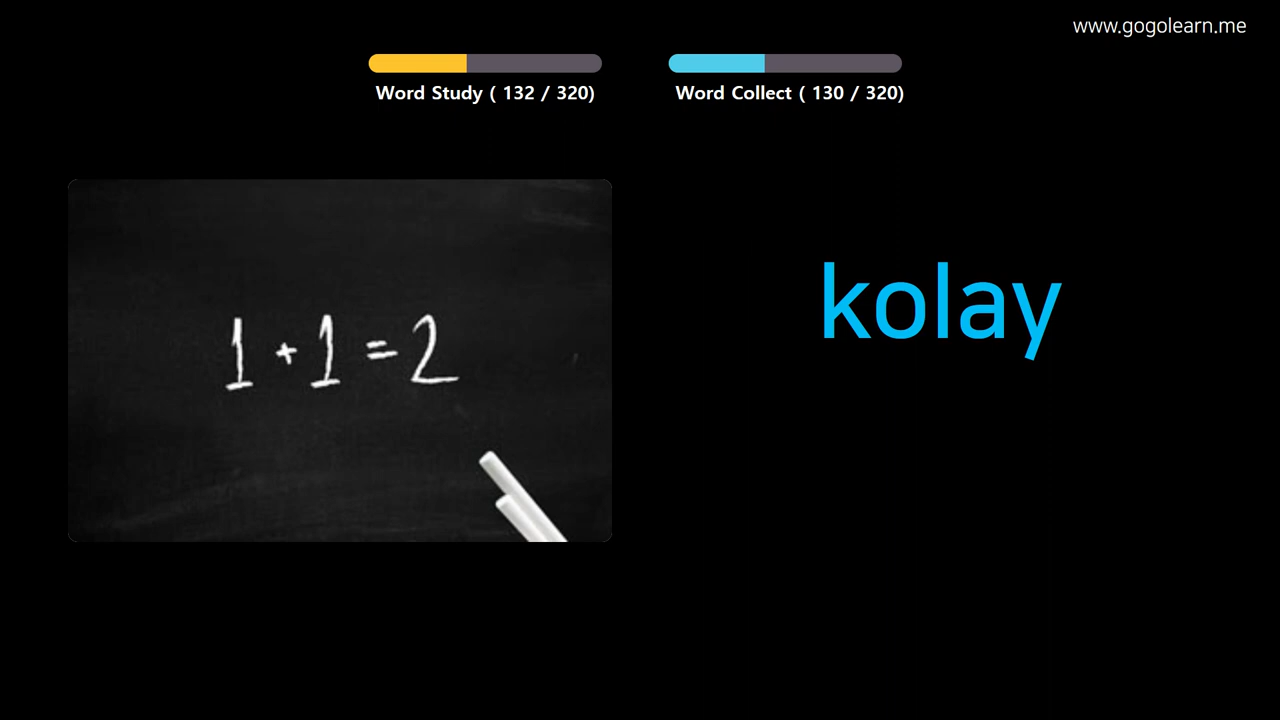 www.gogolearn.me
Word Study ( 132 / 320)
Word Collect ( 130 / 320)
kolay
1 + 1 = 2